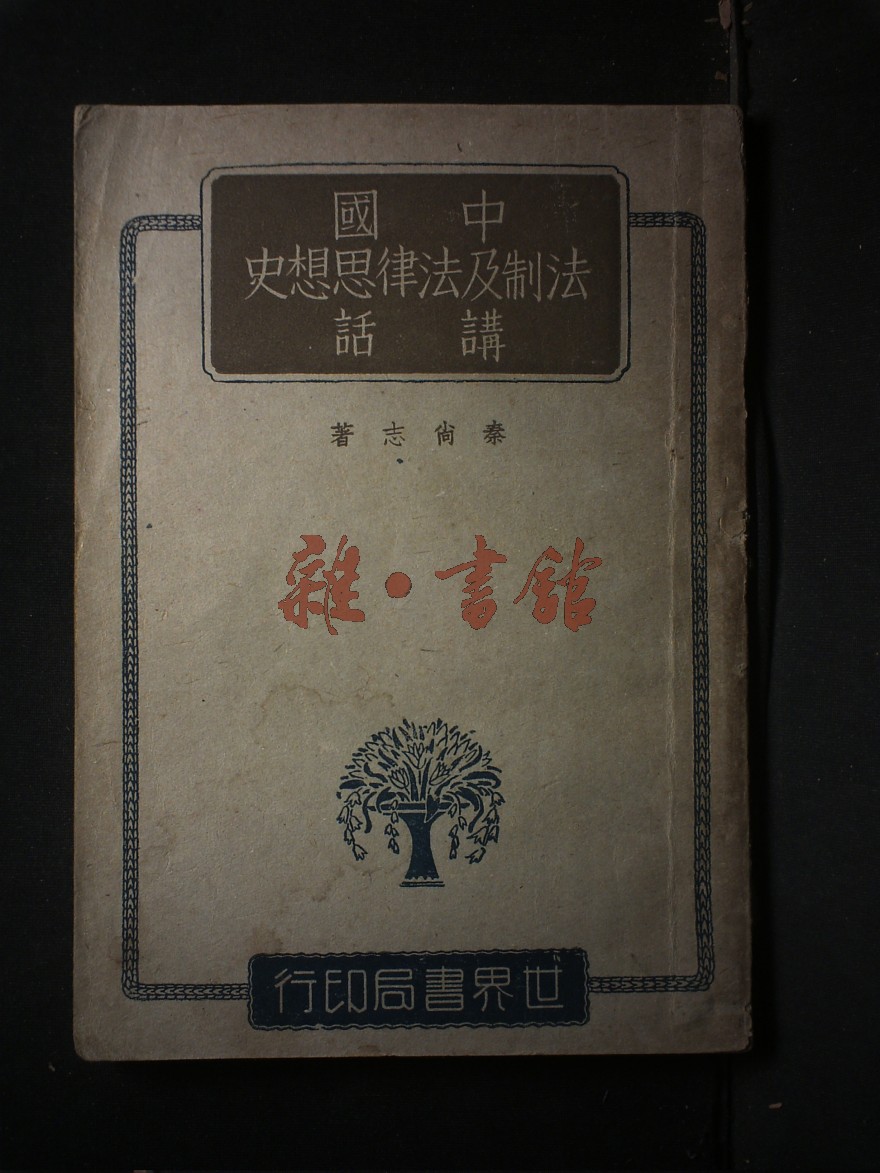 中國
法制及法律思想史
講話
秦尚志著
雜·書館
世界書局印行